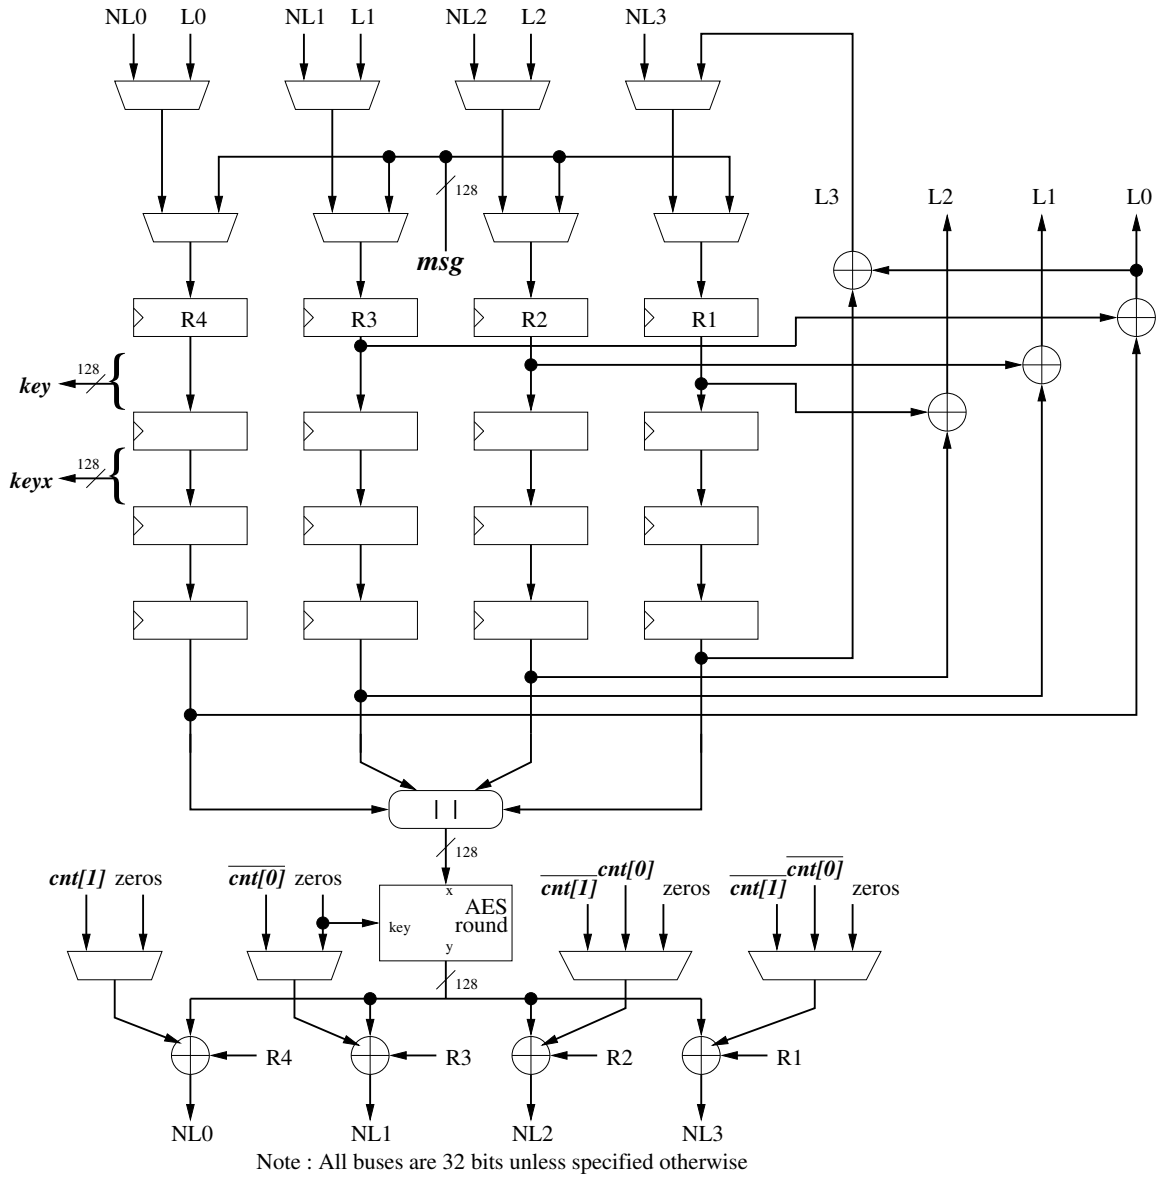 NL0 L0 NL1 L1 NL2 L2 NL3
128
L3 L2 L1 L0
msg
R4 R3 R2 R1
128
key
128
keyx
| |
128
cnt[1] zeros cnt[0] zeros x AES round key y cnt[1] cnt[0] zeros cnt[1] cnt[0] zeros
128
R4 R3 R2 R1
NL0 NL1 NL2 NL3
Note : All buses are 32 bits unless specified otherwise